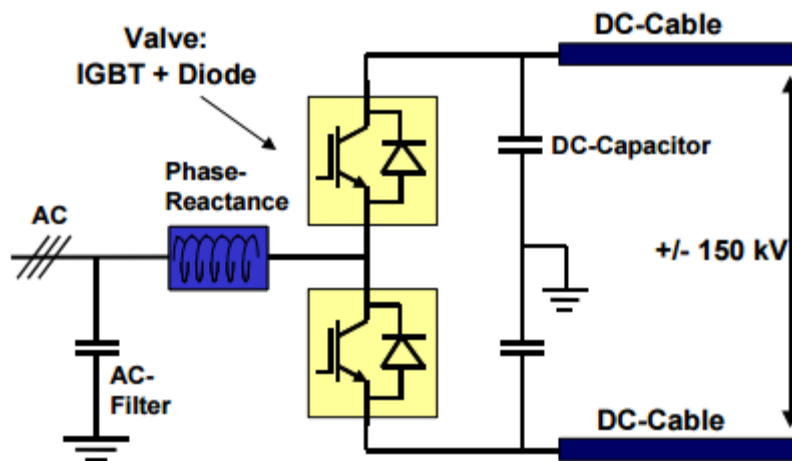 Valve:
IGBT + Diode
DC-Cable
DC-Capacitor
Phase-
Reactance
AC
+/- 150 kV
AC-
Filter
DC-Cable